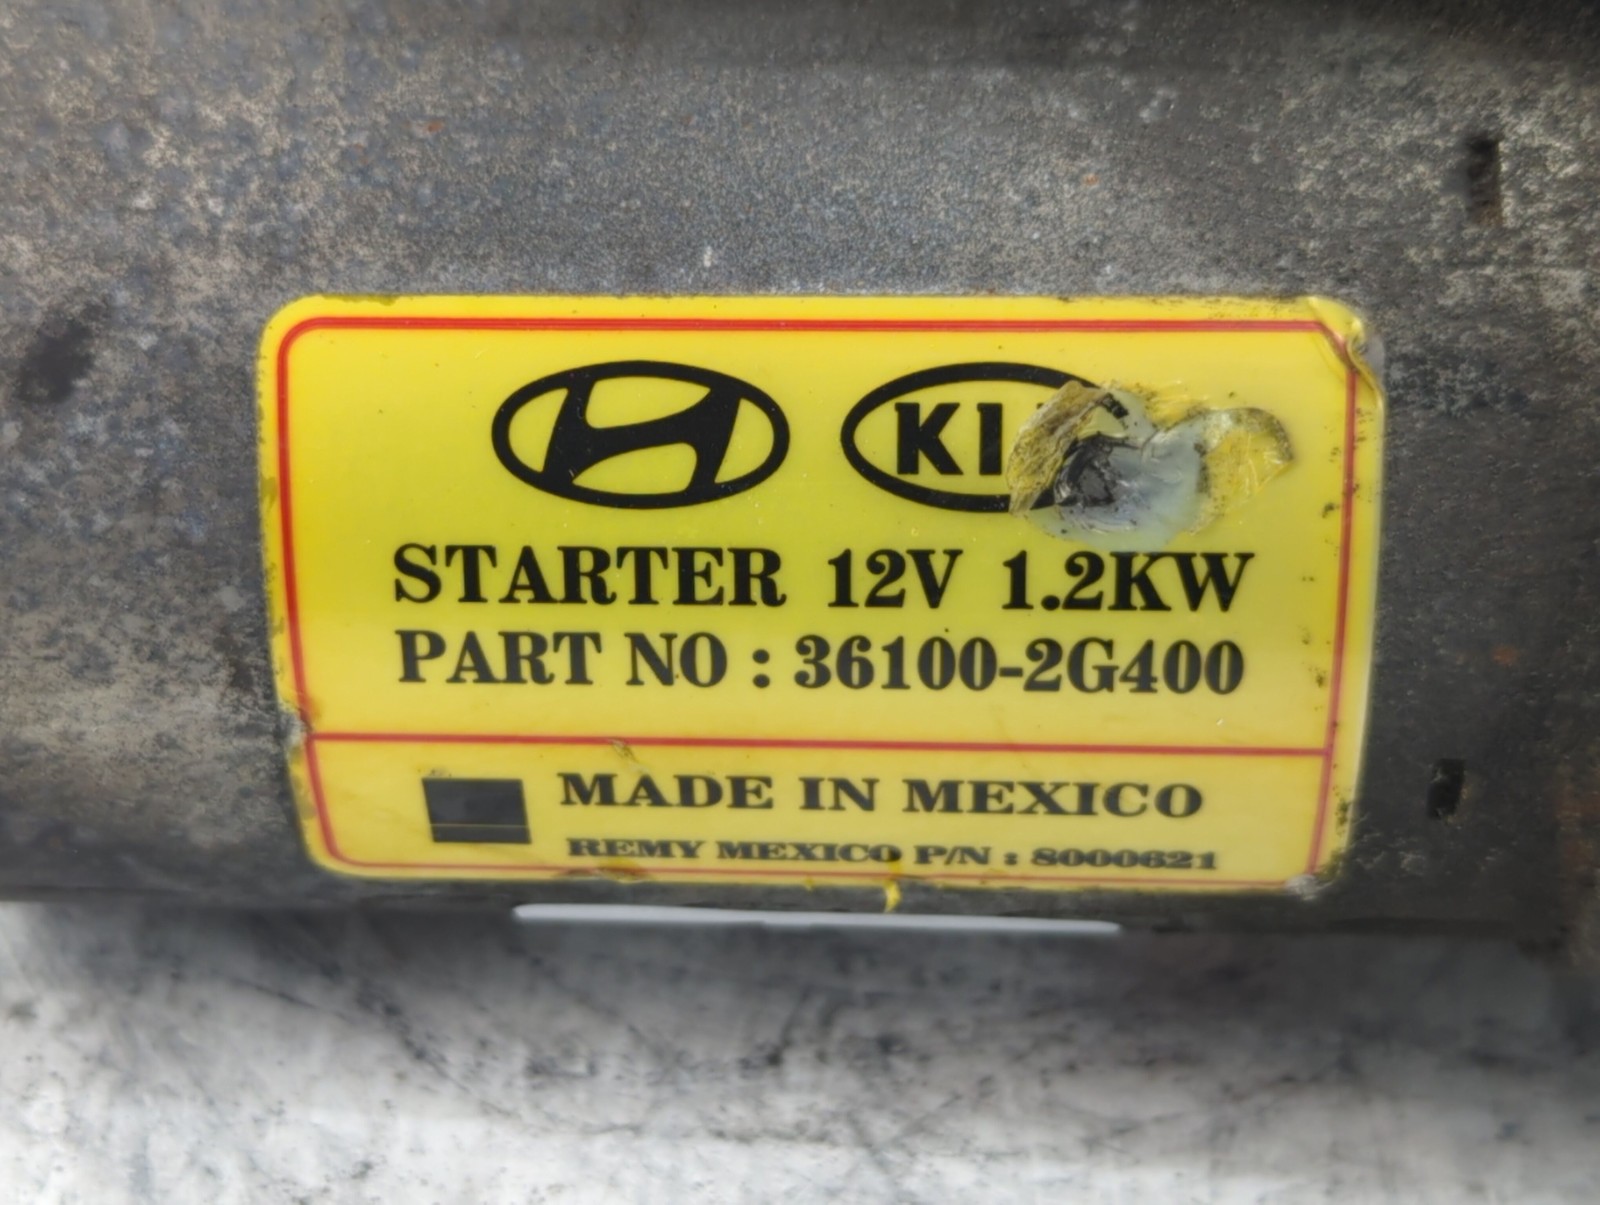 KI
STARTER 12V 1.2KW
PART NO : 36100-2G400
MADE IN MEXICO
REMY MEXICO P/N : 8000621